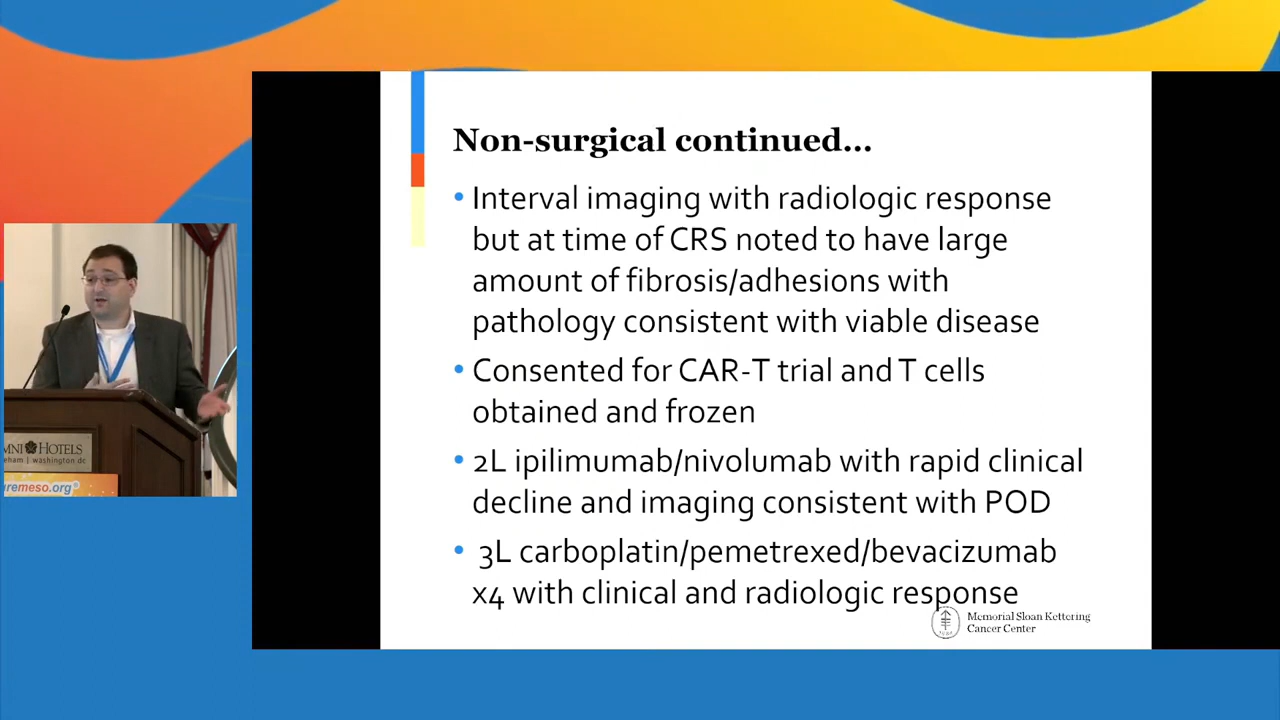 Non-surgical continued...
• Interval imaging with radiologic response
but at time of CRS noted to have large
amount of fibrosis/adhesions with
pathology consistent with viable disease
• Consented for CAR-T trial and T cells
obtained and frozen
• 2L ipilimumab/nivolumab with rapid clinical
decline and imaging consistent with POD
• 3L carboplatin/pemetrexed/bevacizumab
x4 with clinical and radiologic response
Memorial Sloan Kettering
Cancer Center
MNI HOTELS
eham | washington dc
uremeso.org®